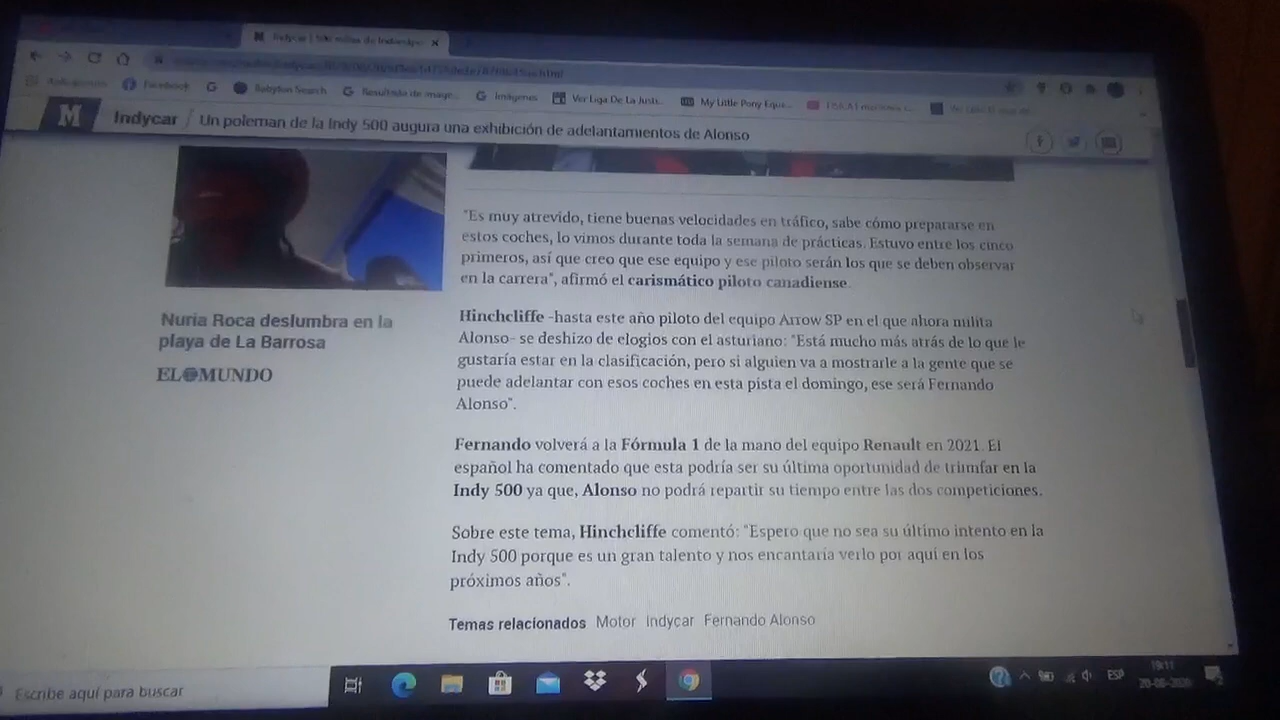 Facebook
G
Babylon Search
G Resultado de image...
G Imágenes
Ver Liga De La Justi...
My Little Pony Eque...
M
Indycar / Un poleman de la Indy 500 augura una exhibición de adelantamientos de Alonso
"Es muy atrevido, tiene buenas velocidades en tráfico, sabe cómo prepararse en
estos coches, lo vimos durante toda la semana de prácticas. Estuvo entre los cinco
primeros, así que creo que ese equipo y ese piloto serán los que se deben observar
en la carrera", afirmó el carismático piloto canadiense.
Nuria Roca deslumbra en la
playa de La Barrosa
EL MUNDO
Hinchcliffe -hasta este año piloto del equipo Arrow SP en el que ahora milita
Alonso- se deshizo de elogios con el asturiano: "Está mucho más atrás de lo que le
gustaría estar en la clasificación, pero si alguien va a mostrarle a la gente que se
puede adelantar con esos coches en esta pista el domingo, ese será Fernando
Alonso".
Fernando volverá a la Fórmula 1 de la mano del equipo Renault en 2021. El
español ha comentado que esta podría ser su última oportunidad de triunfar en la
Indy 500 ya que, Alonso no podrá repartir su tiempo entre las dos competiciones.
Sobre este tema, Hinchcliffe comentó: "Espero que no sea su último intento en la
Indy 500 porque es un gran talento y nos encantaría verlo por aquí en los
próximos años".
Temas relacionados Motor Indycar Fernando Alonso
Escribe aquí para buscar
ESP
19:11